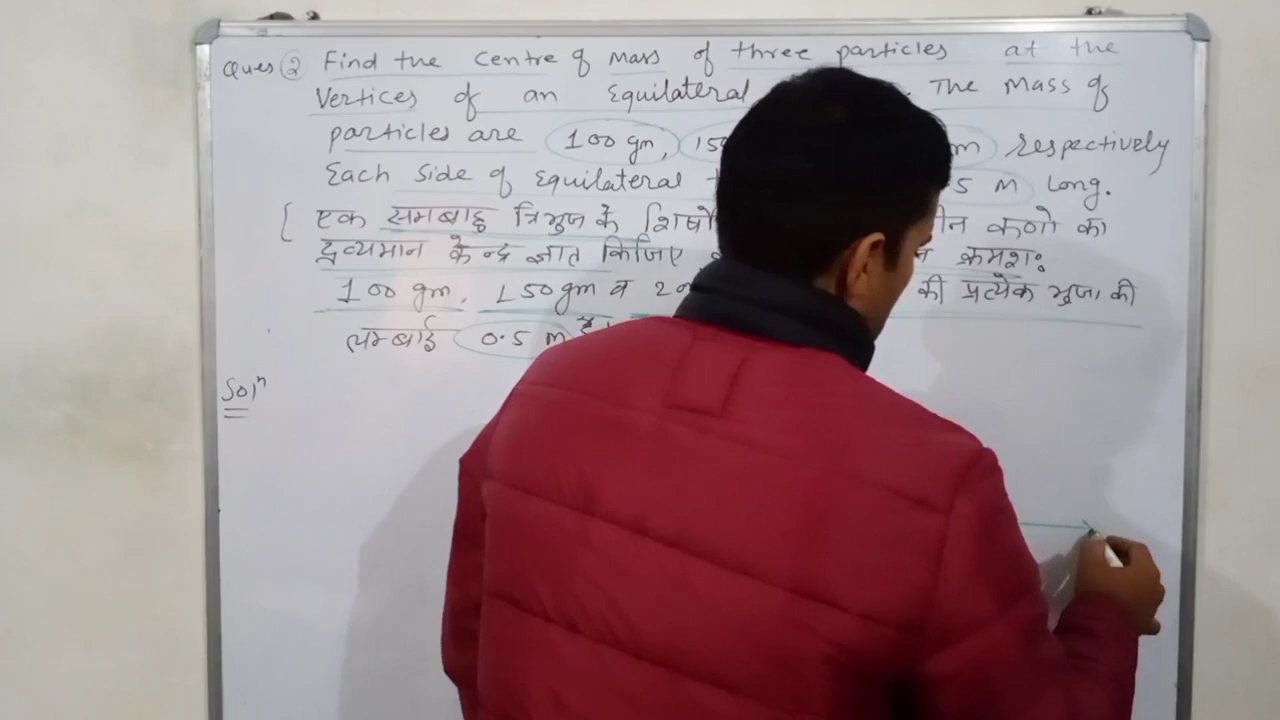 Ques ② Find the Centre of Mass of three particles at the
Vertices of an Equilateral . The Mass of
particles are 100 gm, 150 m respectively
Each side of Equilateral 5 M Long.
{ एक समबाहु त्रिभुज के शिर्षो तीन कणो का
द्रव्यमान केन्द्र ज्ञात किजिए क्रमशः
100 gm, 150 gm व 20 की प्रत्येक भुजा की
लम्बाई 0.5 m है।
Solⁿ